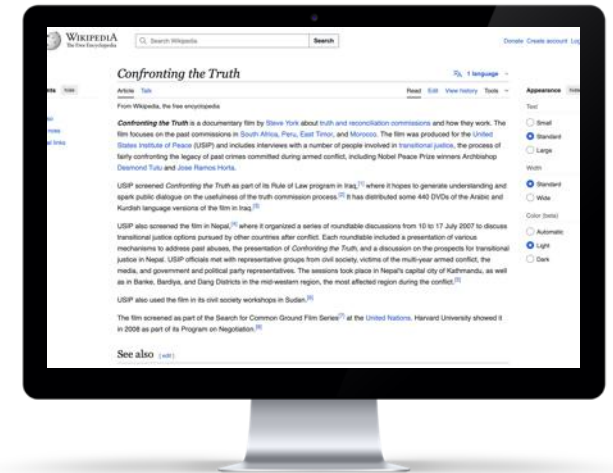 WIKIPEDIA
The Free Encyclopedia
Search Wikipedia
Search
Donate Create account Log
Confronting the Truth
1 language
hide
Article Talk
Read Edit View history Tools
Appearance hide
From Wikipedia, the free encyclopedia
Text
Small
Standard
Large
Width
Standard
Wide
Color (beta)
Automatic
Light
Dark
Confronting the Truth is a documentary film by Steve York about truth and reconciliation commissions and how they work. The
film focuses on the past commissions in South Africa, Peru, East Timor, and Morocco. The film was produced for the United
States Institute of Peace (USIP) and includes interviews with a number of people involved in transitional justice, the process of
fairly confronting the legacy of past crimes committed during armed conflict, including Nobel Peace Prize winners Archbishop
Desmond Tutu and Jose Ramos Horta.
USIP screened Confronting the Truth as part of its Rule of Law program in Iraq,[1] where it hopes to generate understanding and
spark public dialogue on the usefulness of the truth commission process.[2] It has distributed some 440 DVDs of the Arabic and
Kurdish language versions of the film in Iraq.[3]
USIP also screened the film in Nepal,[4] where it organized a series of roundtable discussions from 10 to 17 July 2007 to discuss
transitional justice options pursued by other countries after conflict. Each roundtable included a presentation of various
mechanisms to address past abuses, the presentation of Confronting the Truth, and a discussion on the prospects for transitional
justice in Nepal. USIP officials met with representative groups from civil society, victims of the multi-year armed conflict, the
media, and government and political party representatives. The sessions took place in Nepal's capital city of Kathmandu, as well
as in Banke, Bardiya, and Dang Districts in the mid-western region, the most affected region during the conflict.[5]
USIP also used the film in its civil society workshops in Sudan.[6]
The film screened as part of the Search for Common Ground Film Series[7] at the United Nations. Harvard University showed it
in 2008 as part of its Program on Negotiation.[8]
See also [edit]